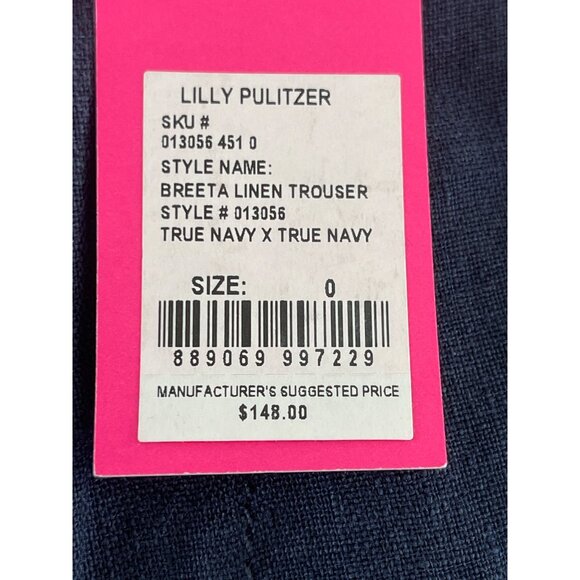 LILLY PULITZER
SKU #
013056 451 0
STYLE NAME:
BREETA LINEN TROUSER
STYLE # 013056
TRUE NAVY X TRUE NAVY
SIZE: 0
889069 997229
MANUFACTURER'S SUGGESTED PRICE
$148.00